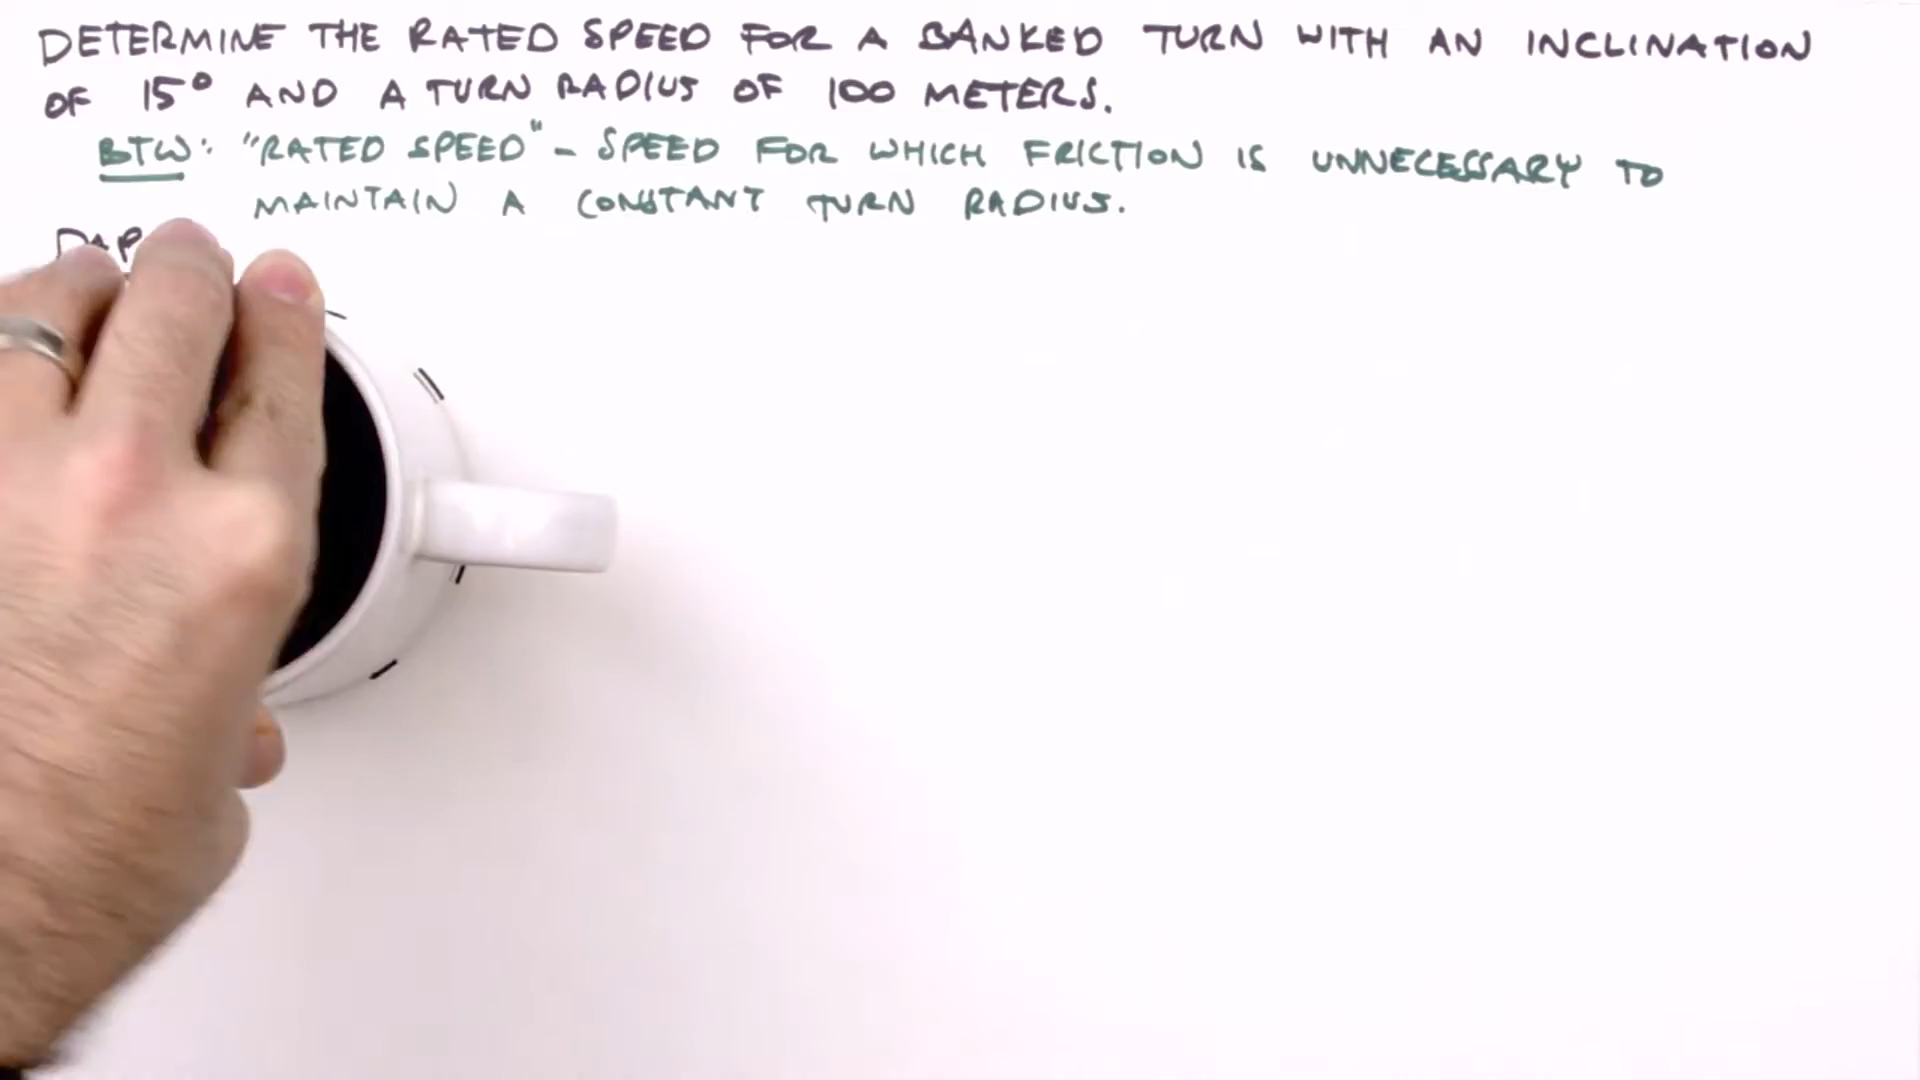 DETERMINE THE RATED SPEED FOR A BANKED TURN WITH AN INCLINATION
OF 15° AND A TURN RADIUS OF 100 METERS.
BTW: "RATED SPEED" - SPEED FOR WHICH FRICTION IS UNNECESSARY TO
MAINTAIN A CONSTANT TURN RADIUS.